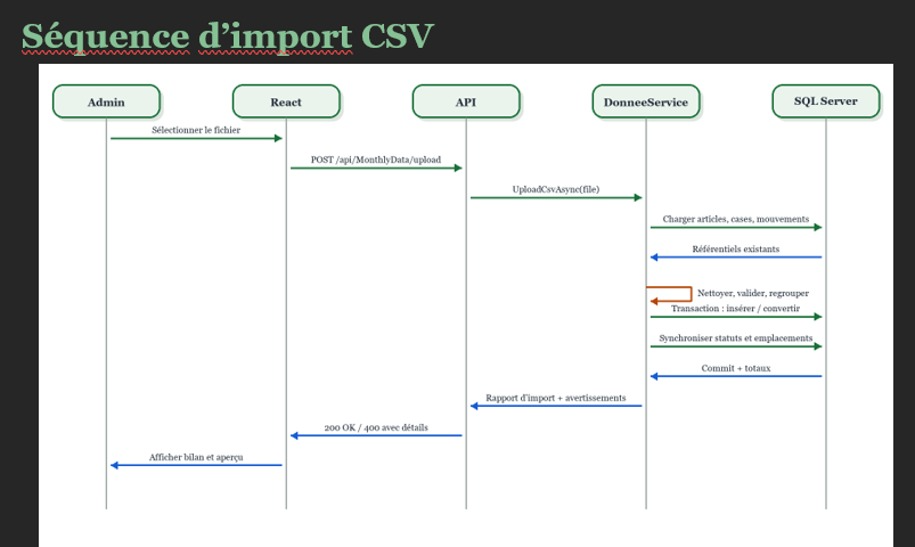 Séquence d'import CSV
Admin
React
API
DonneeService
SQL Server
Sélectionner le fichier
POST /api/MonthlyData/upload
UploadCsvAsync(file)
Charger articles, cases, mouvements
Référentiels existants
Nettoyer, valider, regrouper
Transaction : insérer / convertir
Synchroniser statuts et emplacements
Commit + totaux
Rapport d'import + avertissements
200 OK / 400 avec détails
Afficher bilan et aperçu